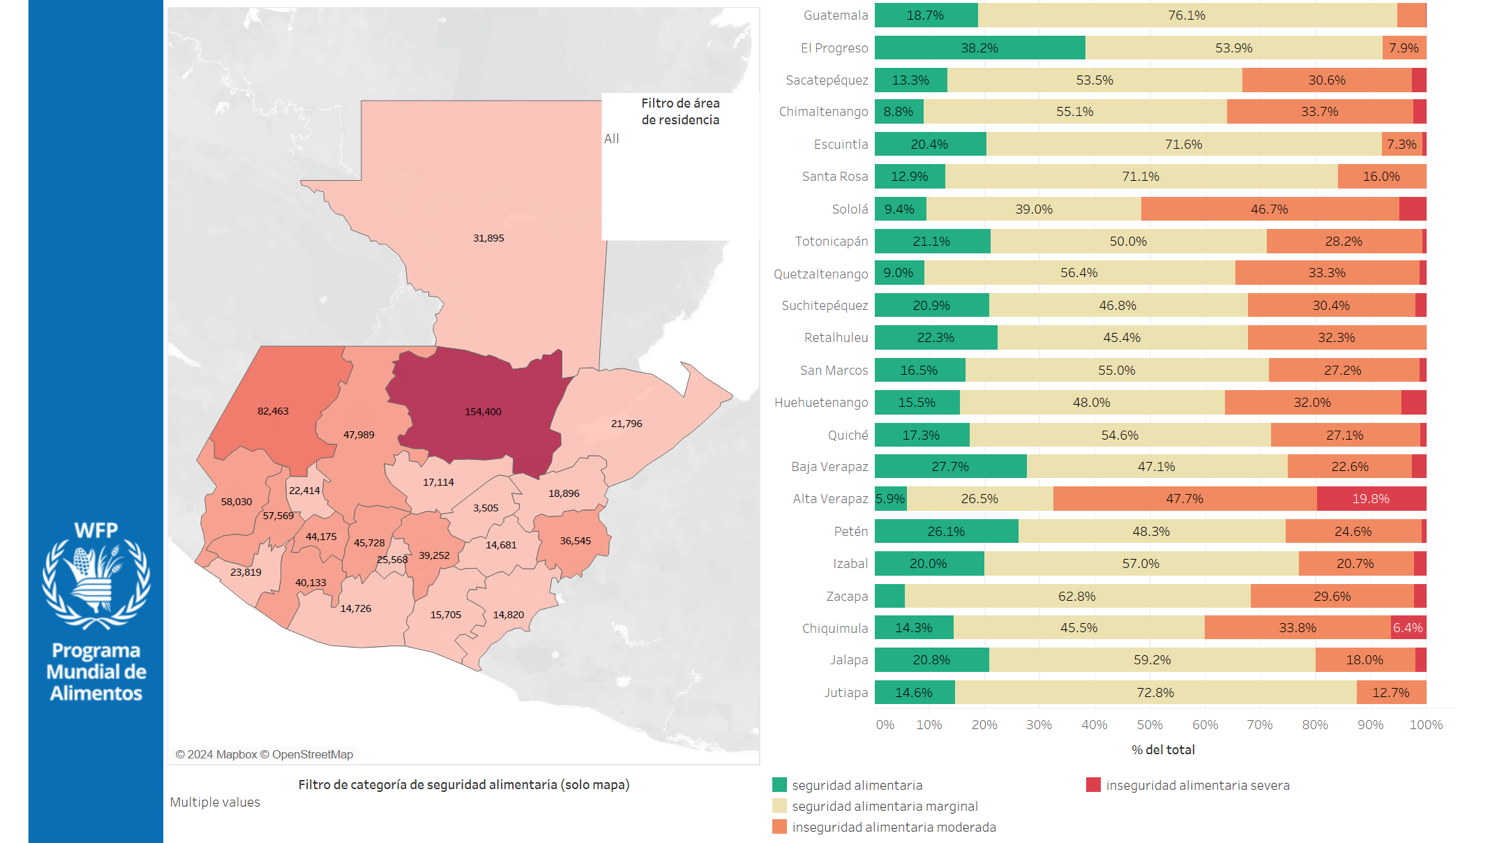 WFP
Programa
Mundial de
Alimentos
Filtro de área
de residencia
All
31,895
82,463
154,400
47,989
21,796
17,114
22,414
18,896
58,030
3,505
57,569
44,175
45,728
36,545
14,681
39,252
25,568
23,819
40,133
14,726
15,705
14,820
© 2024 Mapbox © OpenStreetMap
Filtro de categoría de seguridad alimentaria (solo mapa)
Multiple values
Guatemala 18.7% 76.1%
El Progreso 38.2% 53.9% 7.9%
Sacatepéquez 13.3% 53.5% 30.6%
Chimaltenango 8.8% 55.1% 33.7%
Escuintla 20.4% 71.6% 7.3%
Santa Rosa 12.9% 71.1% 16.0%
Sololá 9.4% 39.0% 46.7%
Totonicapán 21.1% 50.0% 28.2%
Quetzaltenango 9.0% 56.4% 33.3%
Suchitepéquez 20.9% 46.8% 30.4%
Retalhuleu 22.3% 45.4% 32.3%
San Marcos 16.5% 55.0% 27.2%
Huehuetenango 15.5% 48.0% 32.0%
Quiché 17.3% 54.6% 27.1%
Baja Verapaz 27.7% 47.1% 22.6%
Alta Verapaz 5.9% 26.5% 47.7% 19.8%
Petén 26.1% 48.3% 24.6%
Izabal 20.0% 57.0% 20.7%
Zacapa 62.8% 29.6%
Chiquimula 14.3% 45.5% 33.8% 6.4%
Jalapa 20.8% 59.2% 18.0%
Jutiapa 14.6% 72.8% 12.7%
0% 10% 20% 30% 40% 50% 60% 70% 80% 90% 100%
% del total
seguridad alimentaria
seguridad alimentaria marginal
inseguridad alimentaria moderada
inseguridad alimentaria severa